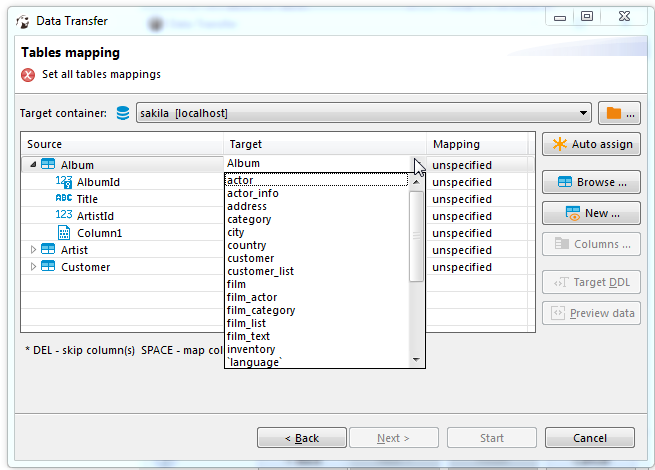 Data Transfer
Tables mapping
Set all tables mappings
Target container: sakila [localhost] ...
Source Target Mapping
Auto assign
Album Album unspecified
123 AlbumId unspecified
ABC Title unspecified
123 ArtistId unspecified
Column1 unspecified
Artist unspecified
Customer unspecified
actor
actor_info
address
category
city
country
customer
customer_list
film
film_actor
film_category
film_list
film_text
inventory
`language`
Browse ...
New ...
Columns ...
Target DDL
Preview data
* DEL - skip column(s) SPACE - map col
< Back Next > Start Cancel